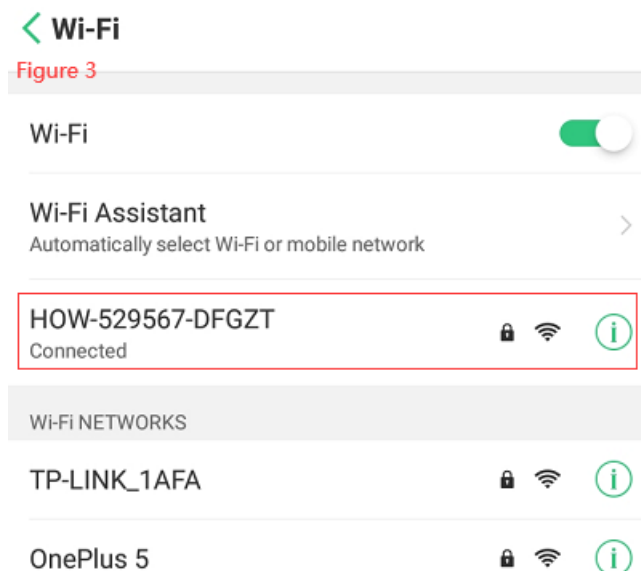 Wi-Fi
Figure 3
Wi-Fi
Wi-Fi Assistant
Automatically select Wi-Fi or mobile network
HOW-529567-DFGZT
Connected
Wi-Fi NETWORKS
TP-LINK_1AFA
OnePlus 5